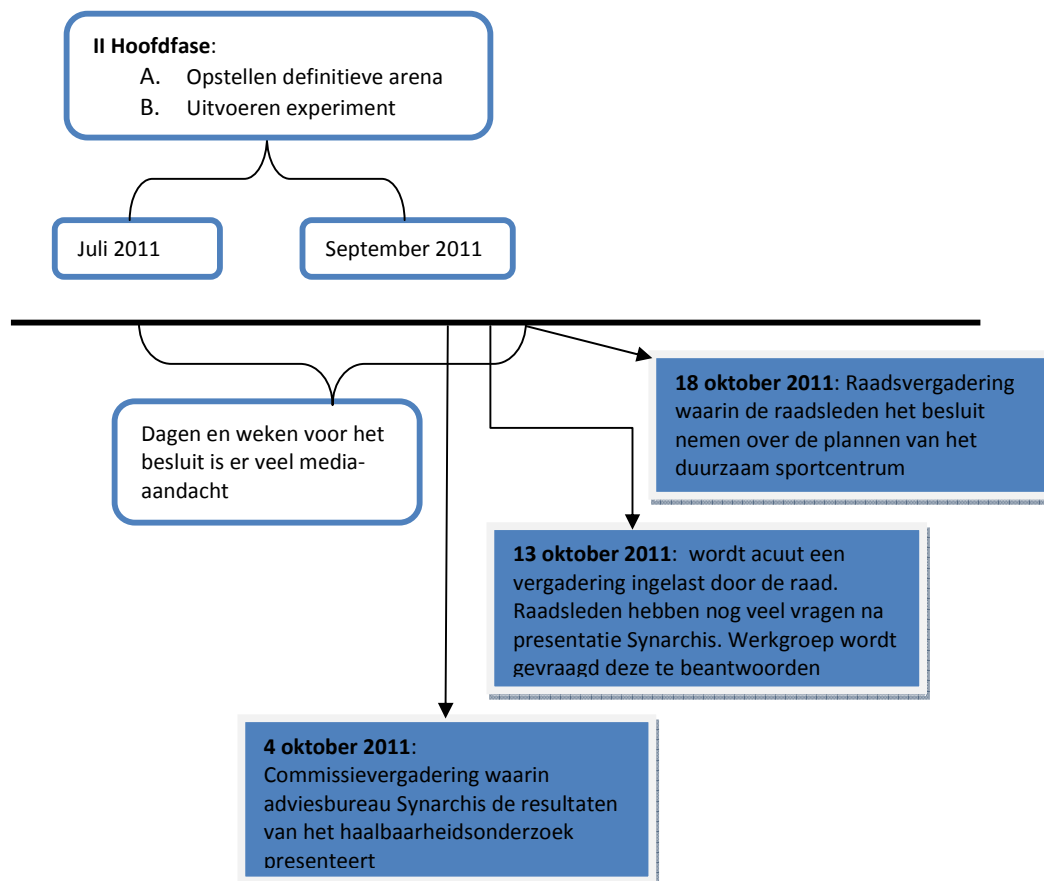 II Hoofdfase:
A. Opstellen definitieve arena
B. Uitvoeren experiment
Juli 2011
September 2011
Dagen en weken voor het
besluit is er veel media-
aandacht
18 oktober 2011: Raadsvergadering
waarin de raadsleden het besluit
nemen over de plannen van het
duurzaam sportcentrum
13 oktober 2011: wordt acuut een
vergadering ingelast door de raad.
Raadsleden hebben nog veel vragen na
presentatie Synarchis. Werkgroep wordt
gevraagd deze te beantwoorden
4 oktober 2011:
Commissievergadering waarin
adviesbureau Synarchis de resultaten
van het haalbaarheidsonderzoek
presenteert